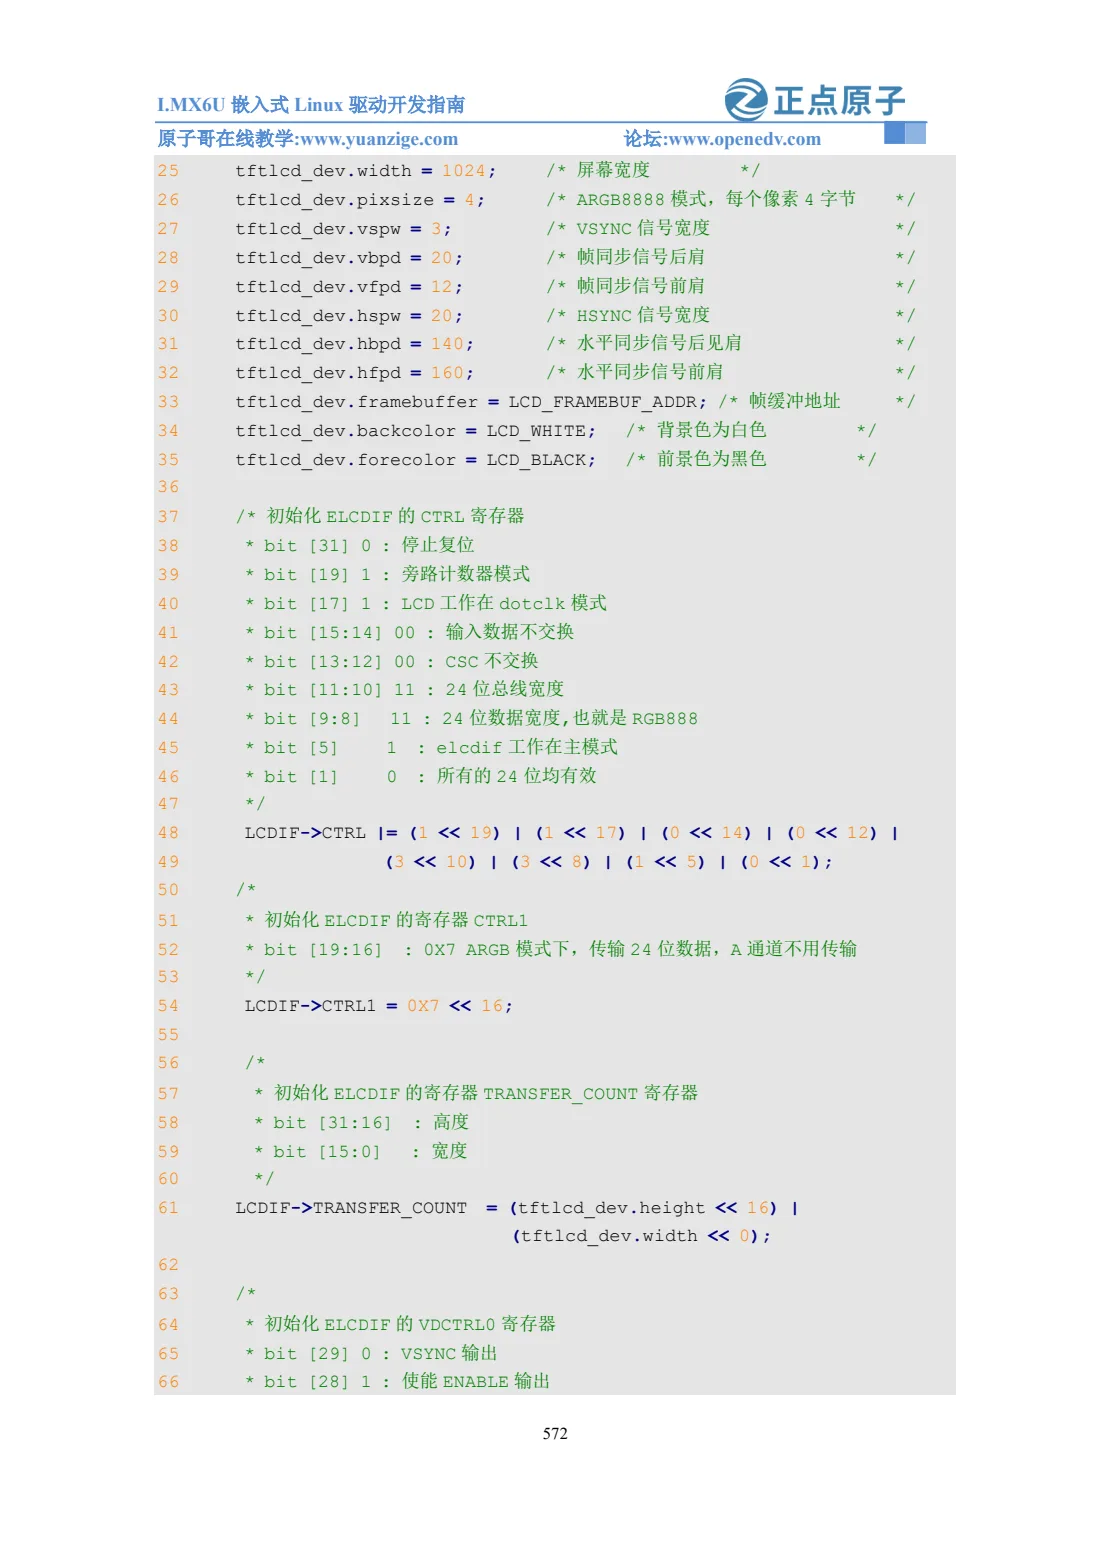 I.MX6U 嵌入式 Linux 驱动开发指南
正点原子
原子哥在线教学:www.yuanzige.com 论坛:www.openedv.com
25 tftlcd_dev.width = 1024; /* 屏幕宽度 */
26 tftlcd_dev.pixsize = 4; /* ARGB8888 模式，每个像素 4 字节 */
27 tftlcd_dev.vspw = 3; /* VSYNC 信号宽度 */
28 tftlcd_dev.vbpd = 20; /* 帧同步信号后肩 */
29 tftlcd_dev.vfpd = 12; /* 帧同步信号前肩 */
30 tftlcd_dev.hspw = 20; /* HSYNC 信号宽度 */
31 tftlcd_dev.hbpd = 140; /* 水平同步信号后见肩 */
32 tftlcd_dev.hfpd = 160; /* 水平同步信号前肩 */
33 tftlcd_dev.framebuffer = LCD_FRAMEBUF_ADDR; /* 帧缓冲地址 */
34 tftlcd_dev.backcolor = LCD_WHITE; /* 背景色为白色 */
35 tftlcd_dev.forecolor = LCD_BLACK; /* 前景色为黑色 */
36
37 /* 初始化 ELCDIF 的 CTRL 寄存器
38 * bit [31] 0 : 停止复位
39 * bit [19] 1 : 旁路计数器模式
40 * bit [17] 1 : LCD 工作在 dotclk 模式
41 * bit [15:14] 00 : 输入数据不交换
42 * bit [13:12] 00 : CSC 不交换
43 * bit [11:10] 11 : 24 位总线宽度
44 * bit [9:8] 11 : 24 位数据宽度,也就是 RGB888
45 * bit [5] 1 : elcdif 工作在主模式
46 * bit [1] 0 : 所有的 24 位均有效
47 */
48 LCDIF->CTRL |= (1 << 19) | (1 << 17) | (0 << 14) | (0 << 12) |
49 (3 << 10) | (3 << 8) | (1 << 5) | (0 << 1);
50 /*
51 * 初始化 ELCDIF 的寄存器 CTRL1
52 * bit [19:16] : 0X7 ARGB 模式下，传输 24 位数据，A 通道不用传输
53 */
54 LCDIF->CTRL1 = 0X7 << 16;
55
56 /*
57 * 初始化 ELCDIF 的寄存器 TRANSFER_COUNT 寄存器
58 * bit [31:16] : 高度
59 * bit [15:0] : 宽度
60 */
61 LCDIF->TRANSFER_COUNT = (tftlcd_dev.height << 16) |
(tftlcd_dev.width << 0);
62
63 /*
64 * 初始化 ELCDIF 的 VDCTRL0 寄存器
65 * bit [29] 0 : VSYNC 输出
66 * bit [28] 1 : 使能 ENABLE 输出
572